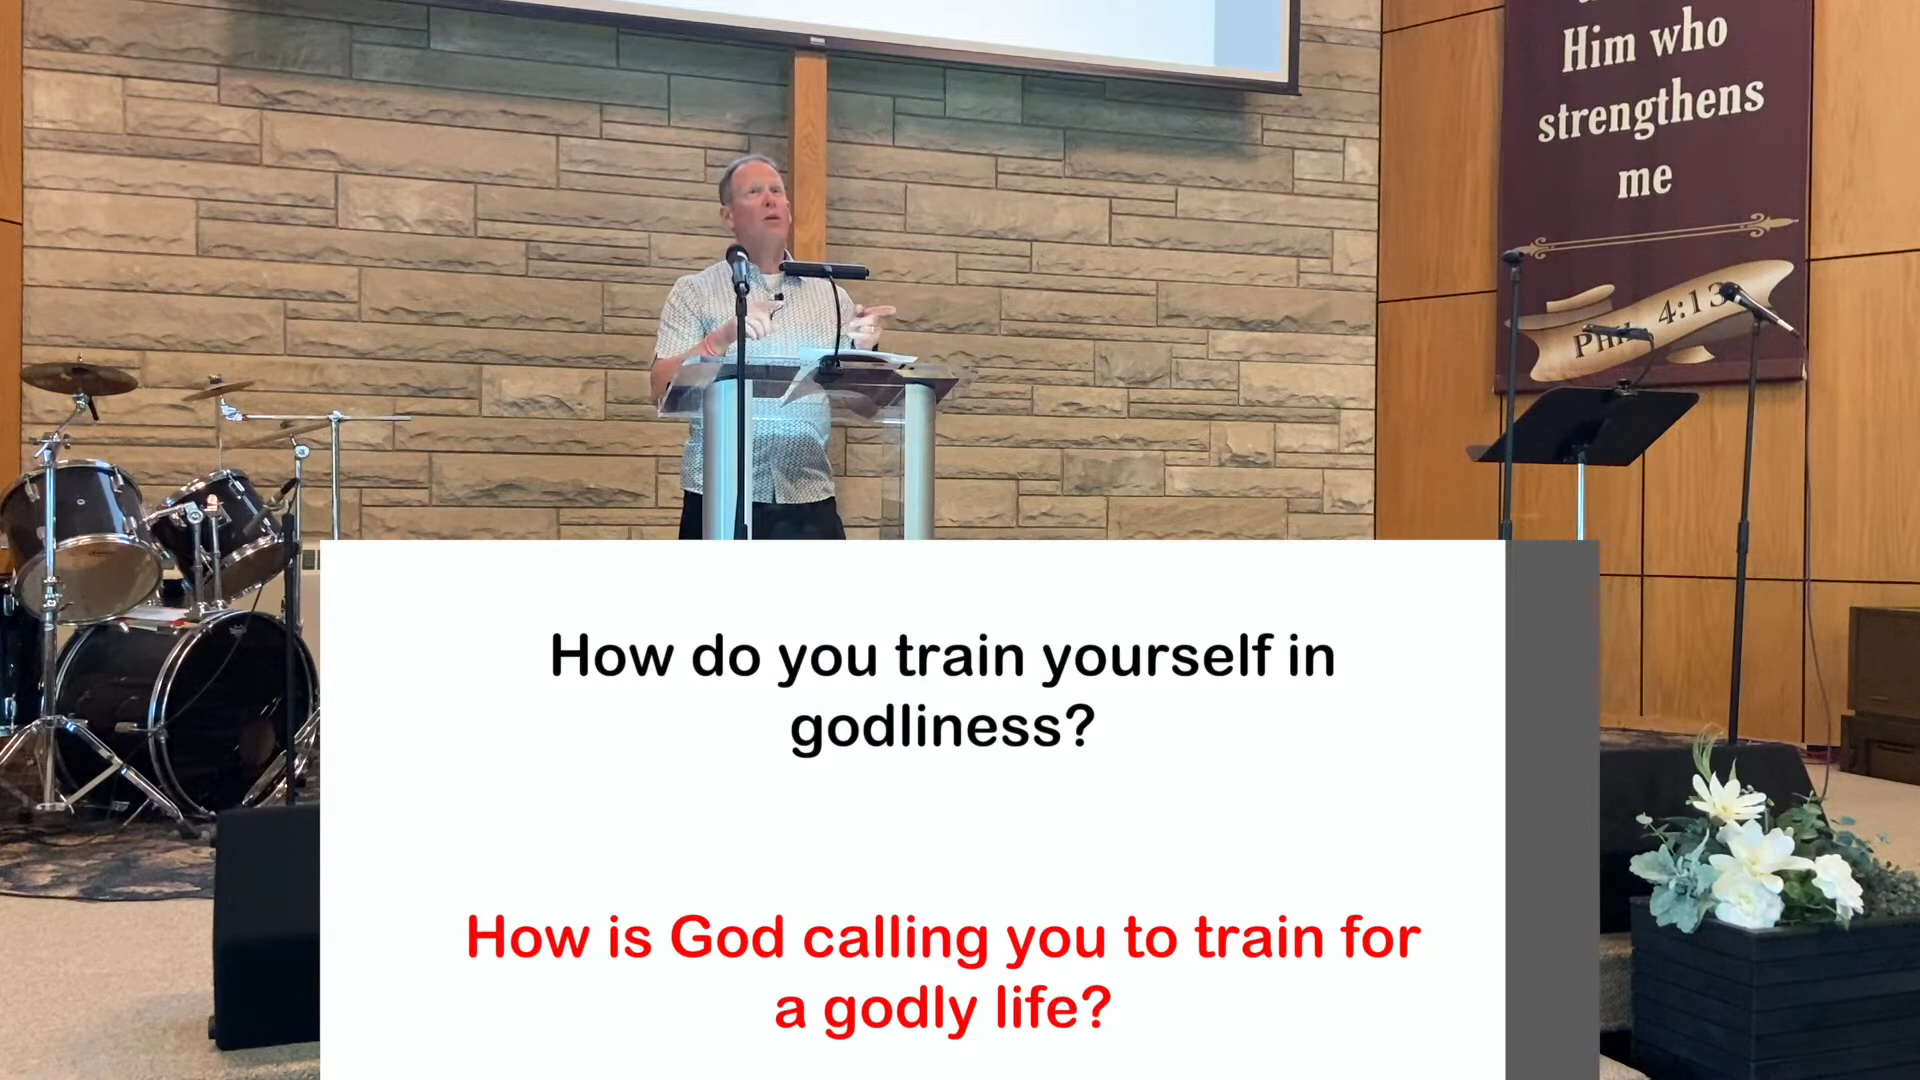 Him who
strengthens
me
Phil 4:13
How do you train yourself in
godliness?
How is God calling you to train for
a godly life?